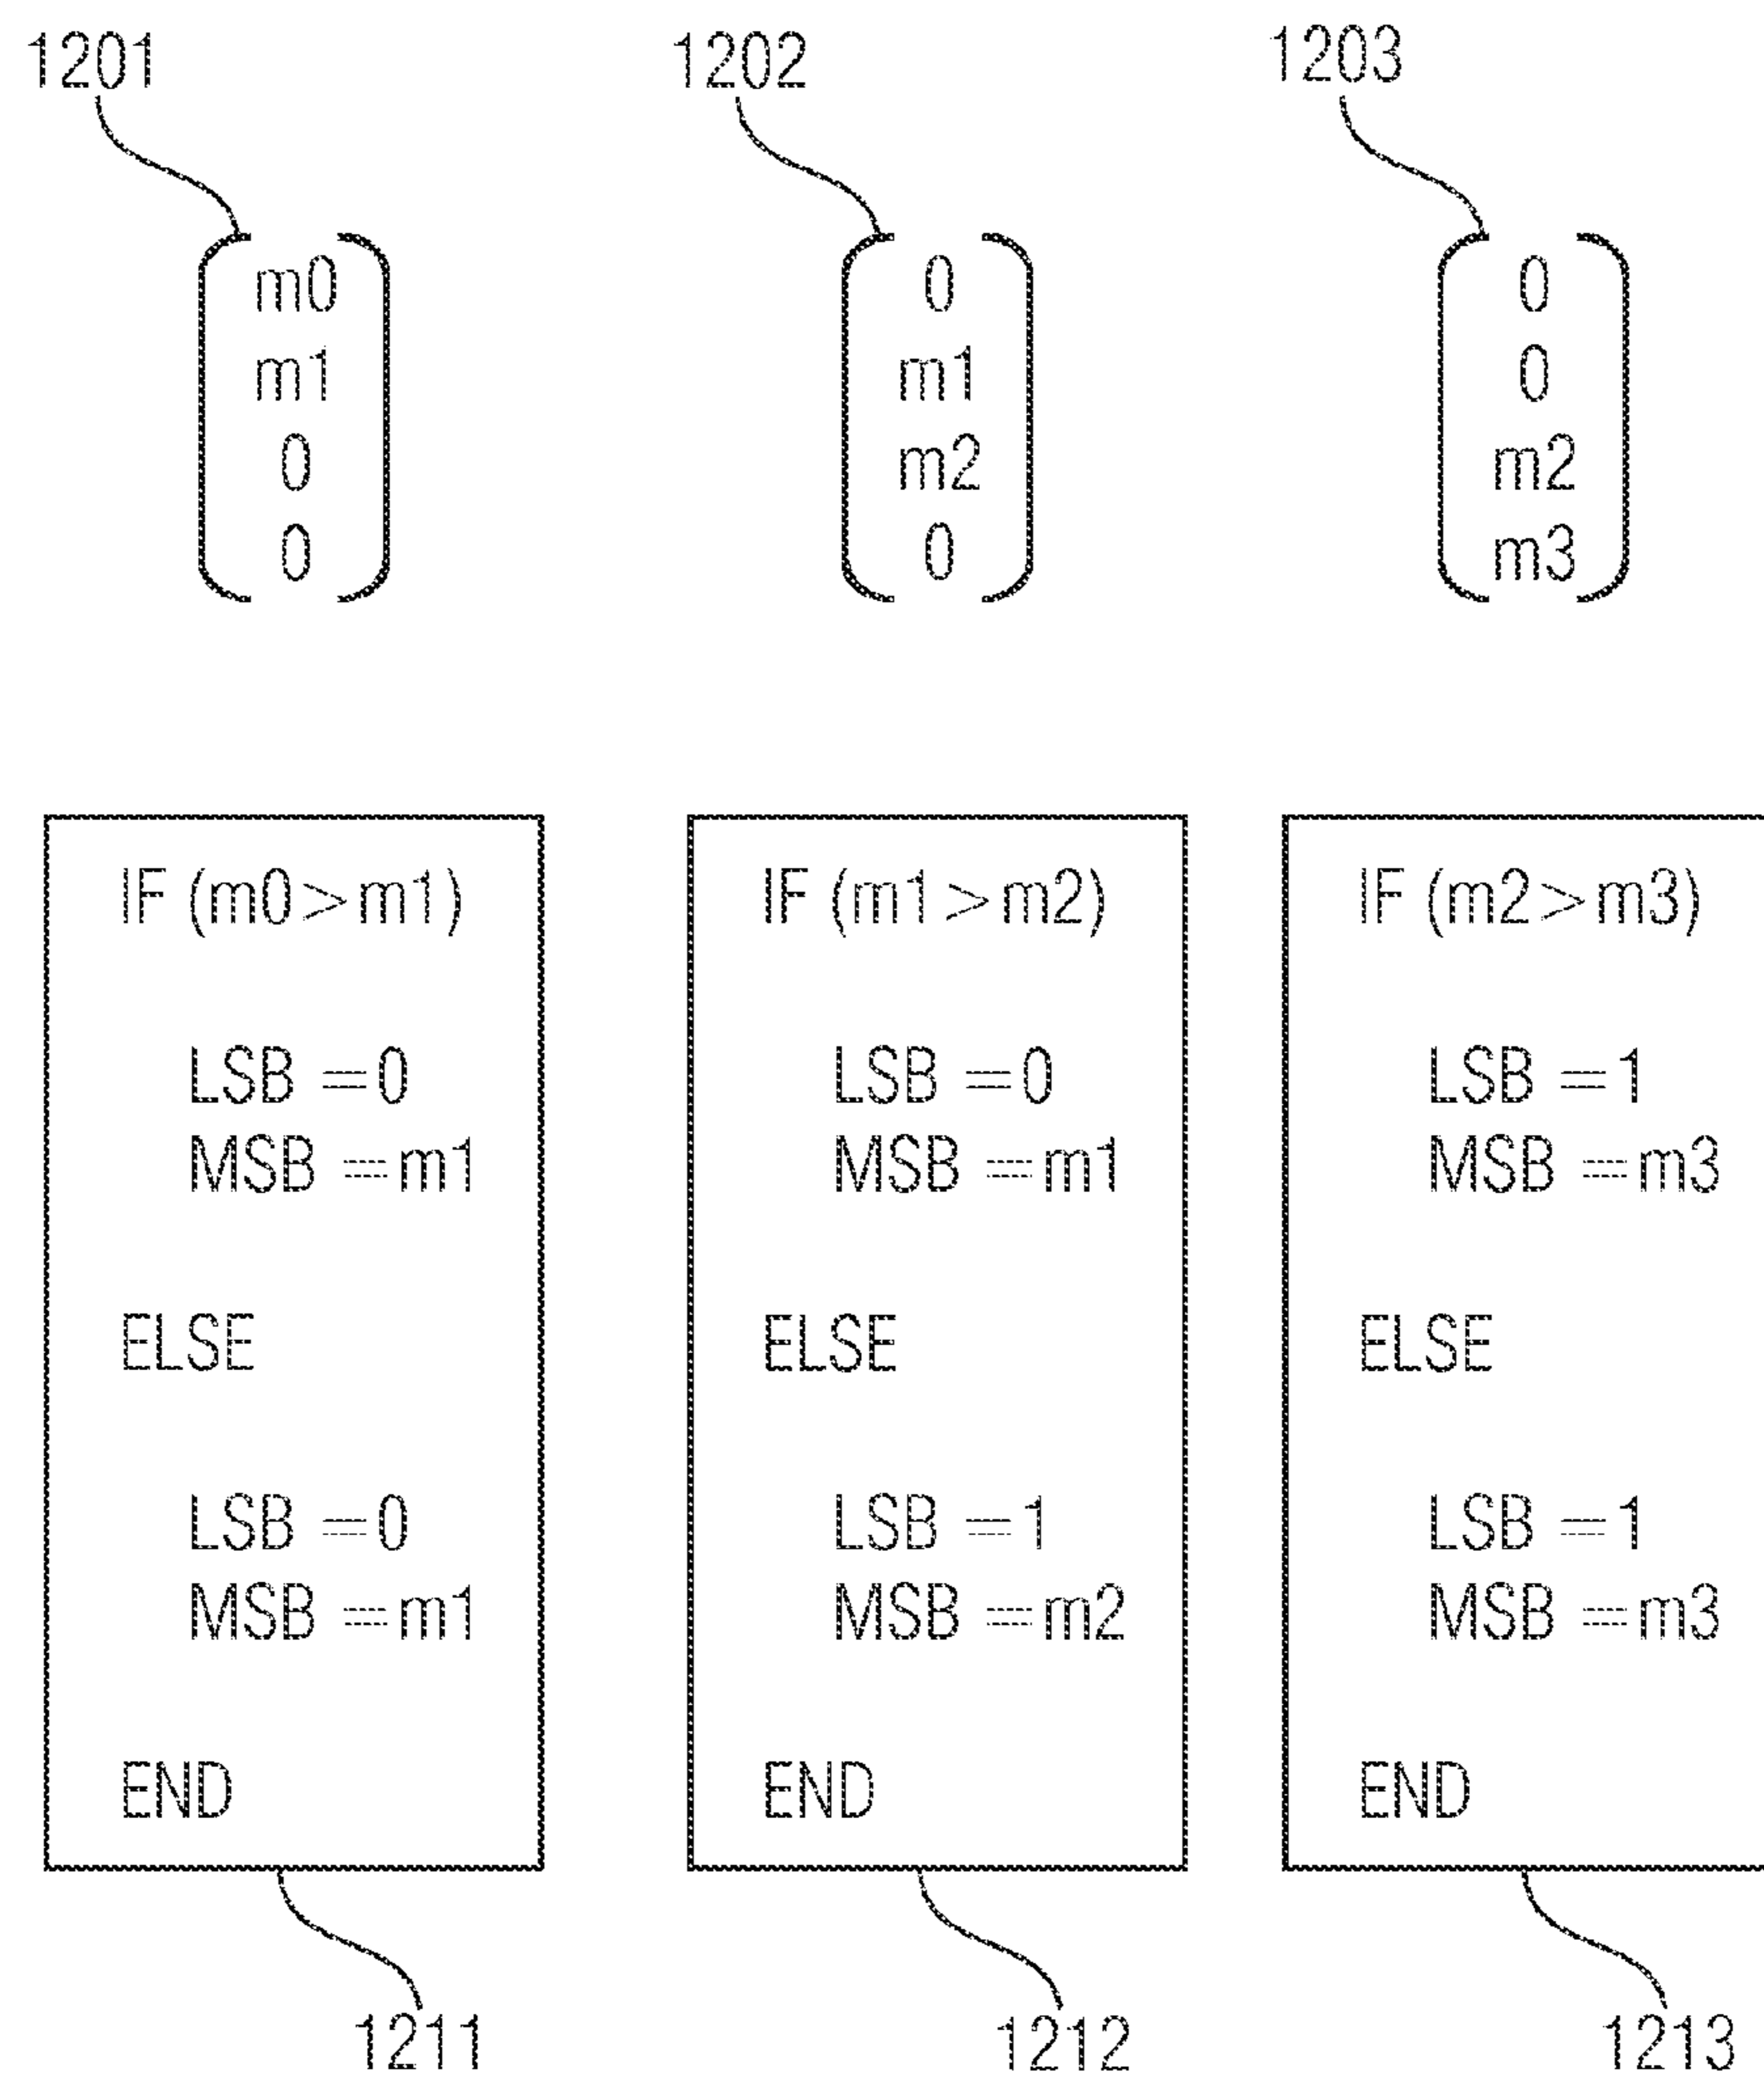 1201 1202 1203
m0 0 0
m1 m1 0
0 m2 m2
0 0 m3
IF (m0>m1) IF (m1>m2) IF (m2>m3)
LSB =0 LSB =0 LSB =1
MSB =m1 MSB =m1 MSB =m3
ELSE ELSE ELSE
LSB =0 LSB =1 LSB =1
MSB =m1 MSB =m2 MSB =m3
END END END
1211 1212 1213